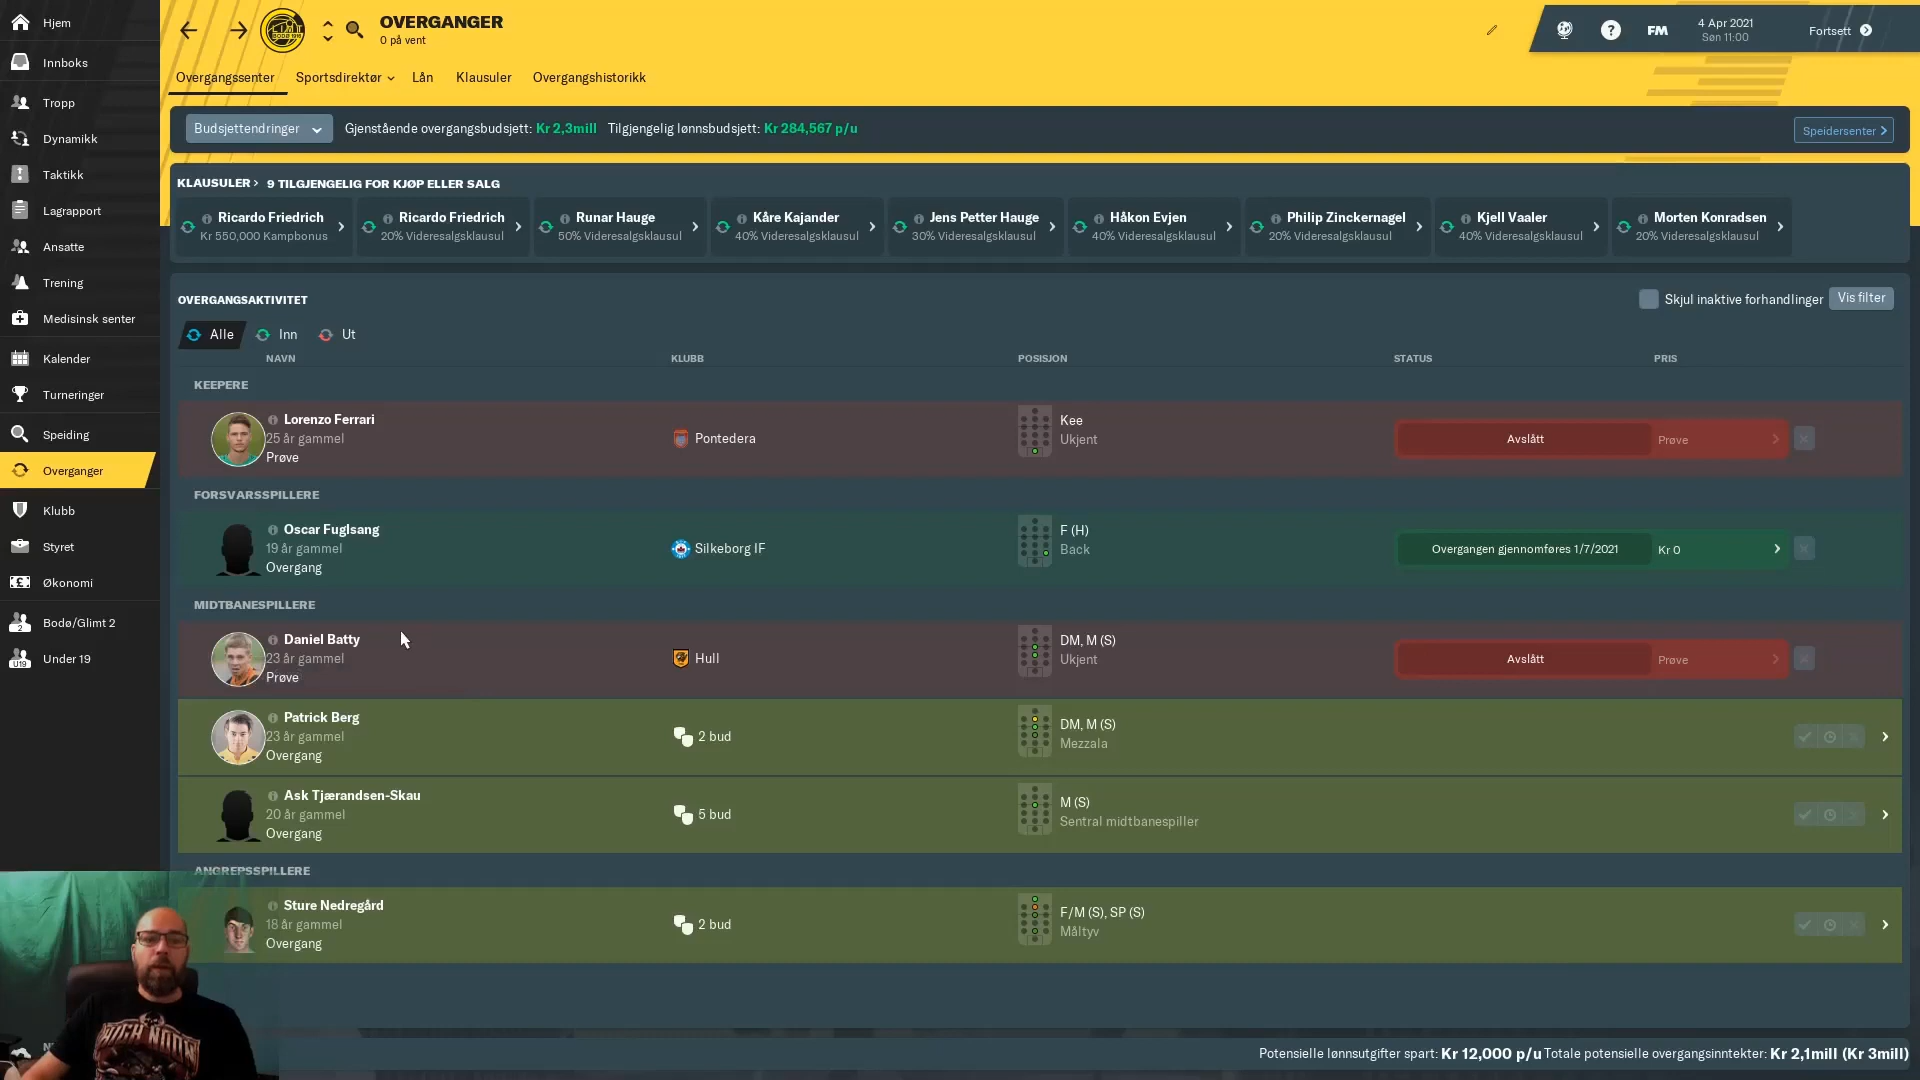 Hjem
Innboks
Tropp
Dynamikk
Taktikk
Lagrapport
Ansatte
Trening
Medisinsk senter
Kalender
Turneringer
Speiding
Overganger
Klubb
Styret
Økonomi
2 Bodø/Glimt 2
U19 Under 19
OVERGANGER
0 på vent
? FM
4 Apr 2021
Søn 11:00
Fortsett
Overgangssenter Sportsdirektør Lån Klausuler Overgangshistorikk
Budsjettendringer Gjenstående overgangsbudsjett: Kr 2,3mill Tilgjengelig lønnsbudsjett: Kr 284,567 p/u Speidersenter
KLAUSULER > 9 TILGJENGELIG FOR KJØP ELLER SALG
Ricardo Friedrich
Kr 550,000 Kampbonus
Ricardo Friedrich
20% Videresalgsklausul
Runar Hauge
50% Videresalgsklausul
Kåre Kajander
40% Videresalgsklausul
Jens Petter Hauge
30% Videresalgsklausul
Håkon Evjen
40% Videresalgsklausul
Philip Zinckernagel
20% Videresalgsklausul
Kjell Vaaler
40% Videresalgsklausul
Morten Konradsen
20% Videresalgsklausul
OVERGANGSAKTIVITET Skjul inaktive forhandlinger Vis filter
Alle Inn Ut
NAVN KLUBB POSISJON STATUS PRIS
KEEPERE
Lorenzo Ferrari
25 år gammel
Prøve
Pontedera
Kee
Ukjent
Avslått Prøve
FORSVARSSPILLERE
Oscar Fuglsang
19 år gammel
Overgang
Silkeborg IF
F (H)
Back
Overgangen gjennomføres 1/7/2021 Kr 0
MIDTBANESPILLERE
Daniel Batty
23 år gammel
Prøve
Hull
DM, M (S)
Ukjent
Avslått Prøve
Patrick Berg
23 år gammel
Overgang
2 bud
DM, M (S)
Mezzala
Ask Tjærandsen-Skau
20 år gammel
Overgang
5 bud
M (S)
Sentral midtbanespiller
ANGREPSSPILLERE
Sture Nedregård
18 år gammel
Overgang
2 bud
F/M (S), SP (S)
Måltyv
Potensielle lønnsutgifter spart: Kr 12,000 p/u Totale potensielle overgangsinntekter: Kr 2,1mill (Kr 3mill)